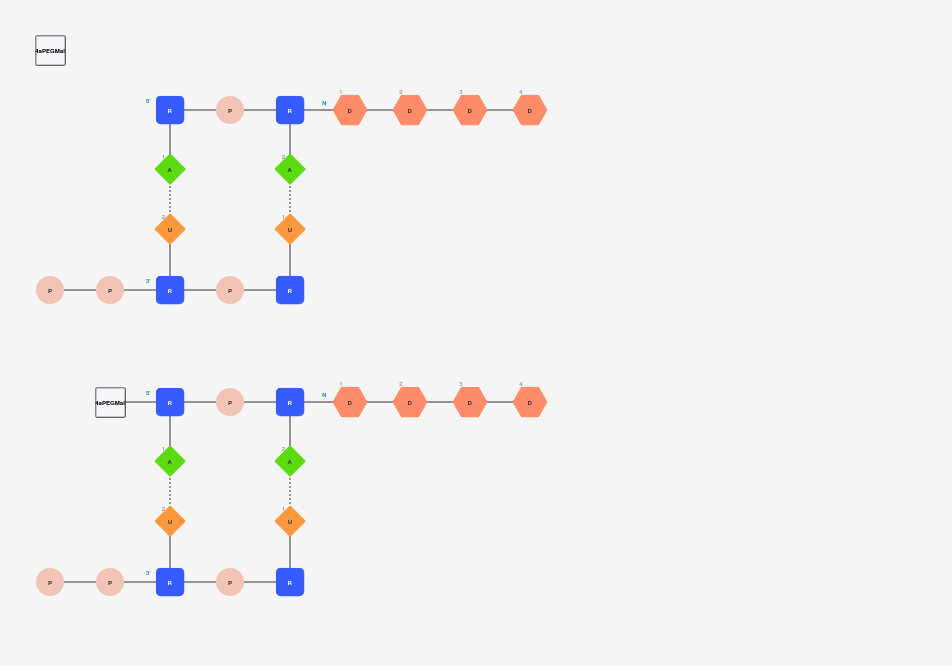 4aPEGMal
1 2 3 4
5' R P R N D D D D
1 2
A A
2 1
U U
P P 3' R P R
1 2 3 4
4aPEGMal 5' R P R N D D D D
1 2
A A
2 1
U U
P P 3' R P R